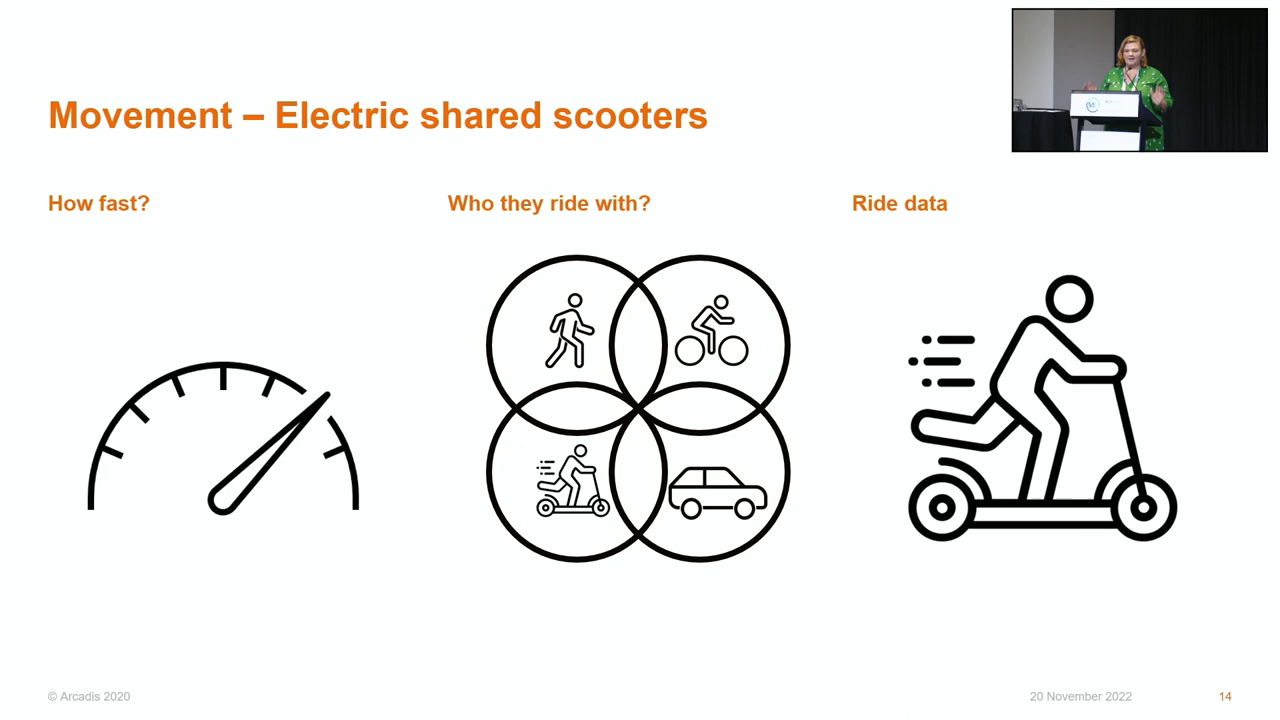 Movement – Electric shared scooters
How fast?
Who they ride with?
Ride data
© Arcadis 2020
20 November 2022
14